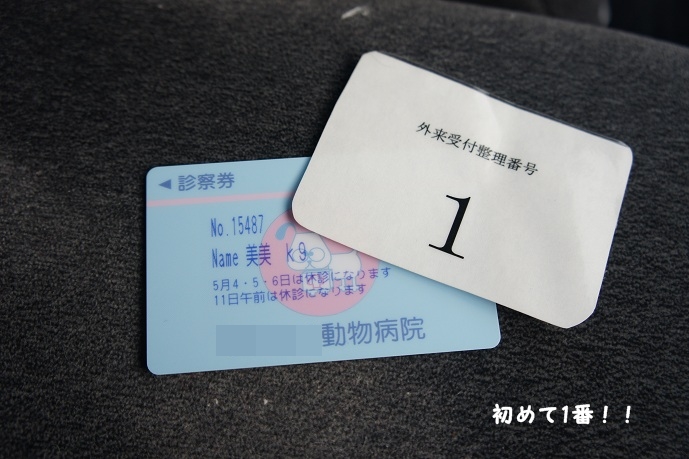 外来受付整理番号
1
◀ 診察券
No.15487
Name 美美 k9
5月4・5・6日は休診になります
11日午前は休診になります
動物病院
初めて1番！！